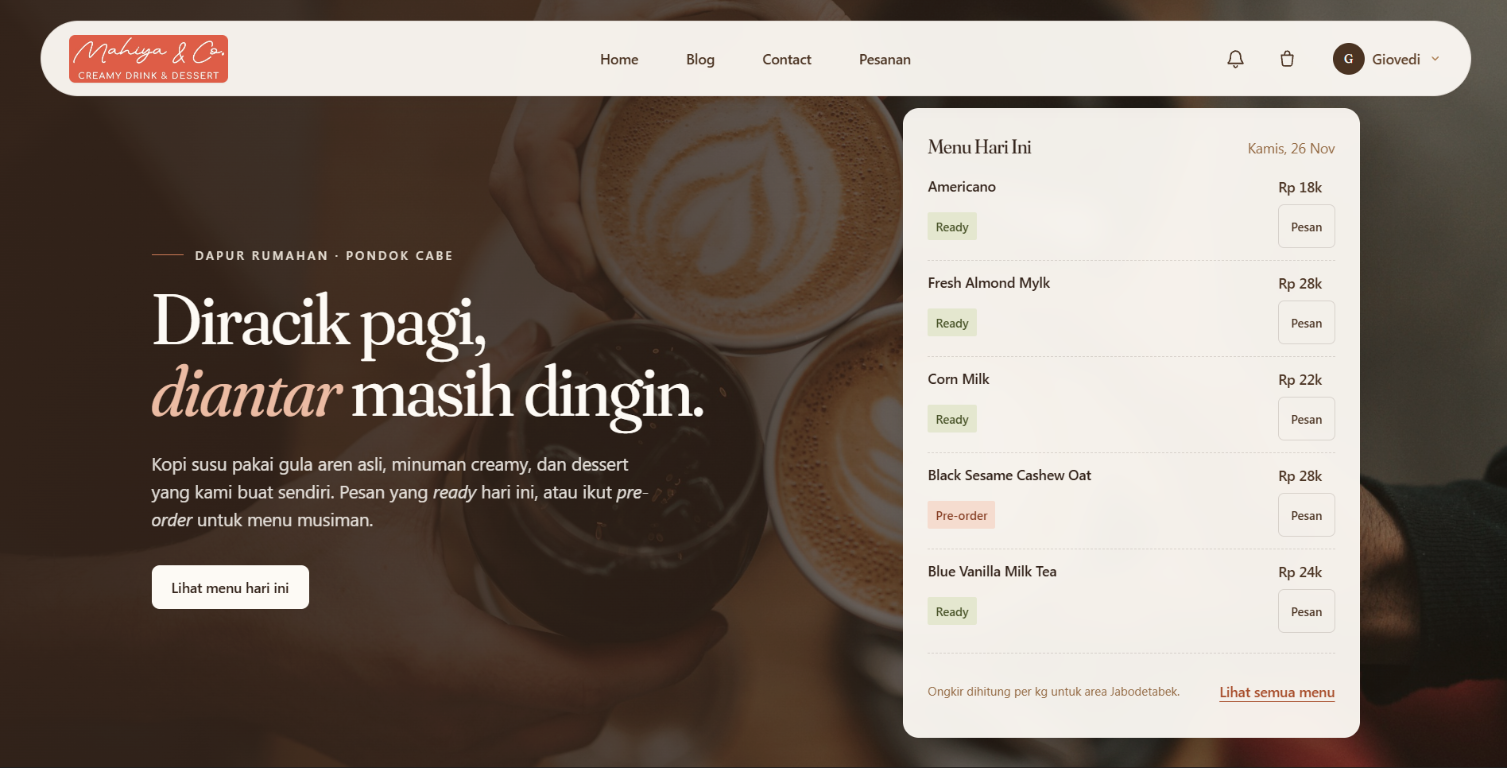 Mahiya & Co.
CREAMY DRINK & DESSERT
Home
Blog
Contact
Pesanan
G
Giovedi
DAPUR RUMAHAN · PONDOK CABE
Diracik pagi,
diantar masih dingin.
Kopi susu pakai gula aren asli, minuman creamy, dan dessert
yang kami buat sendiri. Pesan yang ready hari ini, atau ikut pre-
order untuk menu musiman.
Lihat menu hari ini
Menu Hari Ini
Kamis, 26 Nov
Americano
Rp 18k
Ready
Pesan
Fresh Almond Mylk
Rp 28k
Ready
Pesan
Corn Milk
Rp 22k
Ready
Pesan
Black Sesame Cashew Oat
Rp 28k
Pre-order
Pesan
Blue Vanilla Milk Tea
Rp 24k
Ready
Pesan
Ongkir dihitung per kg untuk area Jabodetabek.
Lihat semua menu